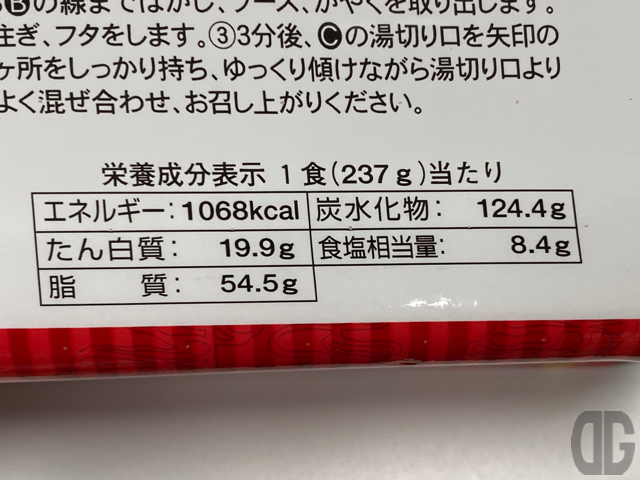 Bの線まではがし、ソース、かやくを取り出します。
注ぎ、フタをします。③3分後、Cの湯切り口を矢印の
ヶ所をしっかり持ち、ゆっくり傾けながら湯切り口より
よく混ぜ合わせ、お召し上がりください。
栄養成分表示 1食(237g)当たり
エネルギー:1068kcal 炭水化物: 124.4g
たん白質: 19.9g 食塩相当量: 8.4g
脂 質: 54.5g
DG